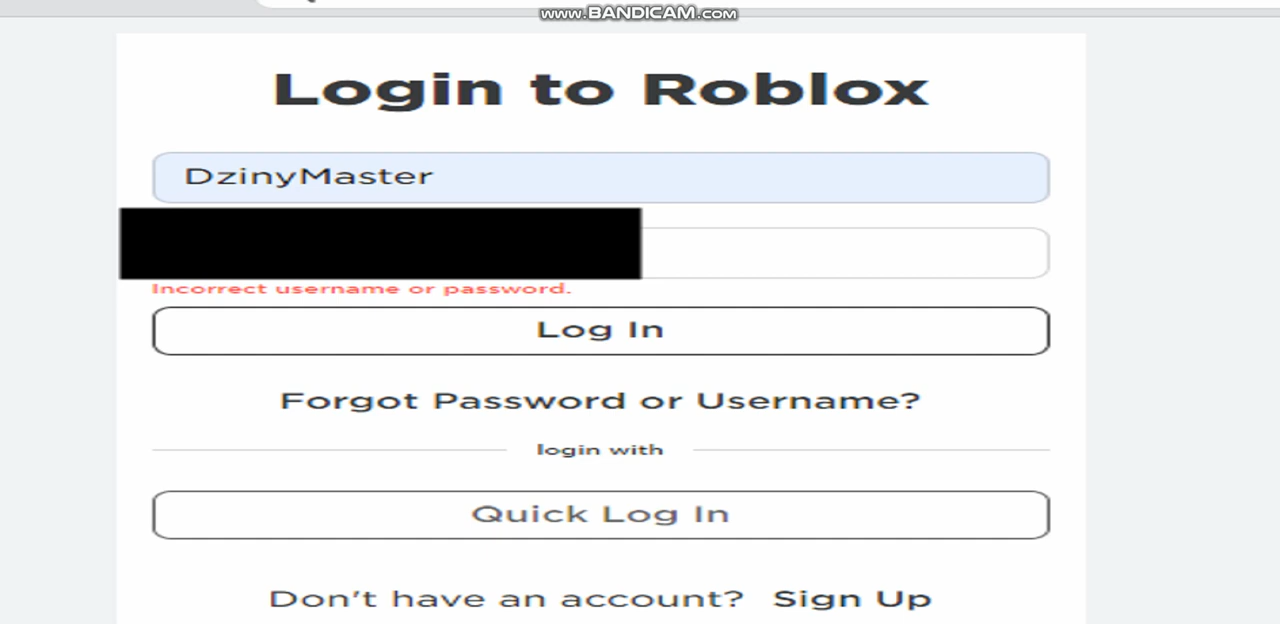 www.BANDICAM.com
Login to Roblox
DzinyMaster
Incorrect username or password.
Log In
Forgot Password or Username?
login with
Quick Log In
Don't have an account? Sign Up